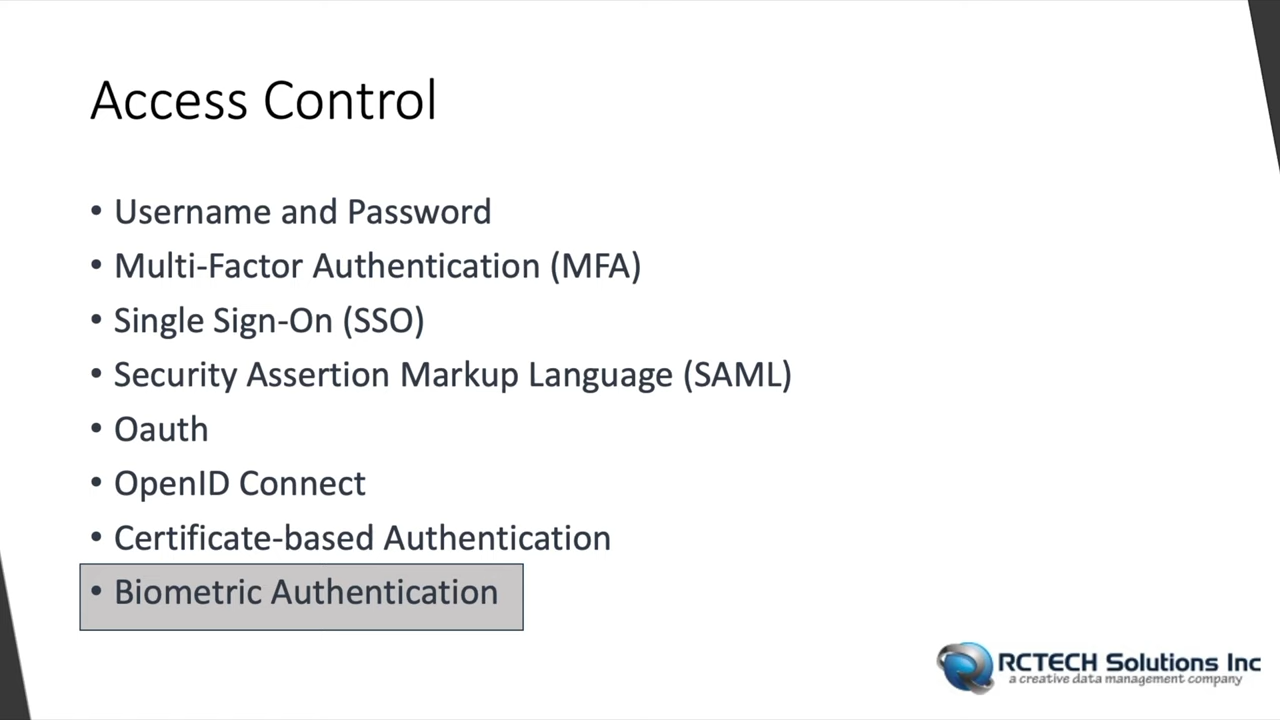 Access Control
• Username and Password
• Multi-Factor Authentication (MFA)
• Single Sign-On (SSO)
• Security Assertion Markup Language (SAML)
• Oauth
• OpenID Connect
• Certificate-based Authentication
• Biometric Authentication
RCTECH Solutions Inc
a creative data management company